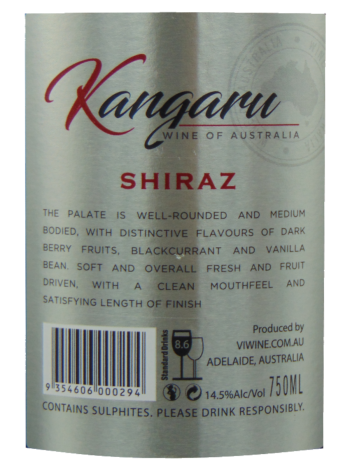 Kangaru
WINE OF AUSTRALIA
AUSTRALIA
SHIRAZ
THE PALATE IS WELL-ROUNDED AND MEDIUM
BODIED, WITH DISTINCTIVE FLAVOURS OF DARK
BERRY FRUITS, BLACKCURRANT AND VANILLA
BEAN. SOFT AND OVERALL FRESH AND FRUIT
DRIVEN, WITH A CLEAN MOUTHFEEL AND
SATISFYING LENGTH OF FINISH
9 354606 000294
Standard Drinks
8.6
Produced by
VIWINE.COM.AU
ADELAIDE, AUSTRALIA
14.5%Alc/Vol 750ML
CONTAINS SULPHITES. PLEASE DRINK RESPONSIBLY.